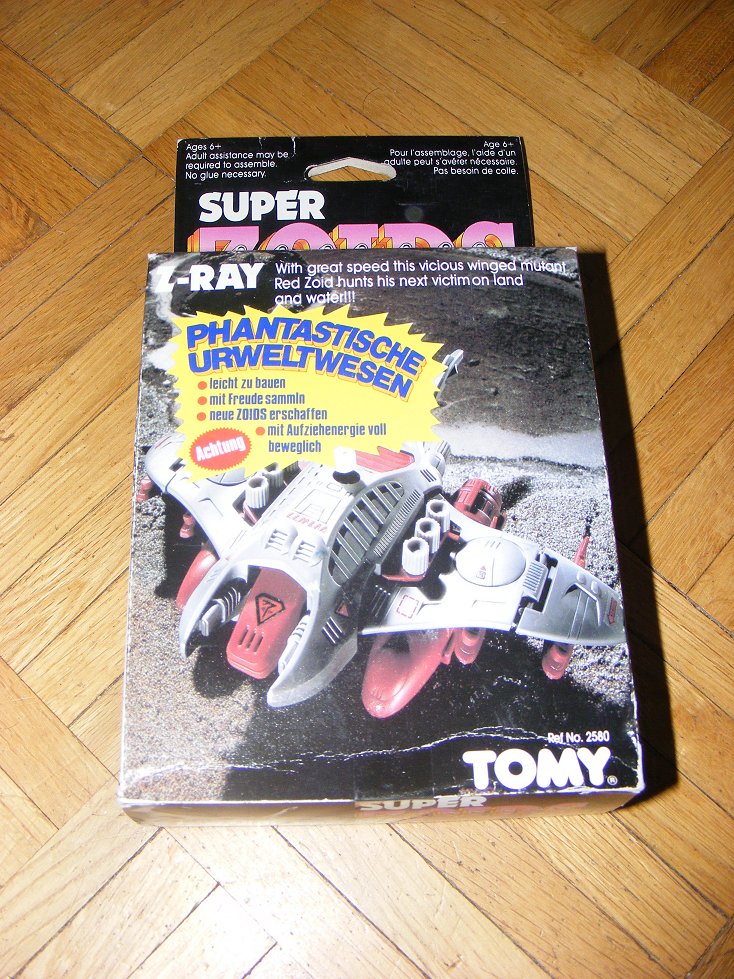 Ages 6+
Adult assistance may be
required to assemble.
No glue necessary.
Age 6+
Pour l'assemblage, l'aide d'un
adulte peut s'avérer nécessaire.
Pas besoin de colle.
SUPER
ZOIDS
Z-RAY
With great speed this vicious winged mutant
Red Zoid hunts his next victim on land
and water!!!
PHANTASTISCHE
URWELTWESEN
leicht zu bauen
mit Freude sammln
neue ZOIDS erschaffen
mit Aufziehenergie voll
beweglich
Achtung
Ref No. 2580
TOMY®
SUPER